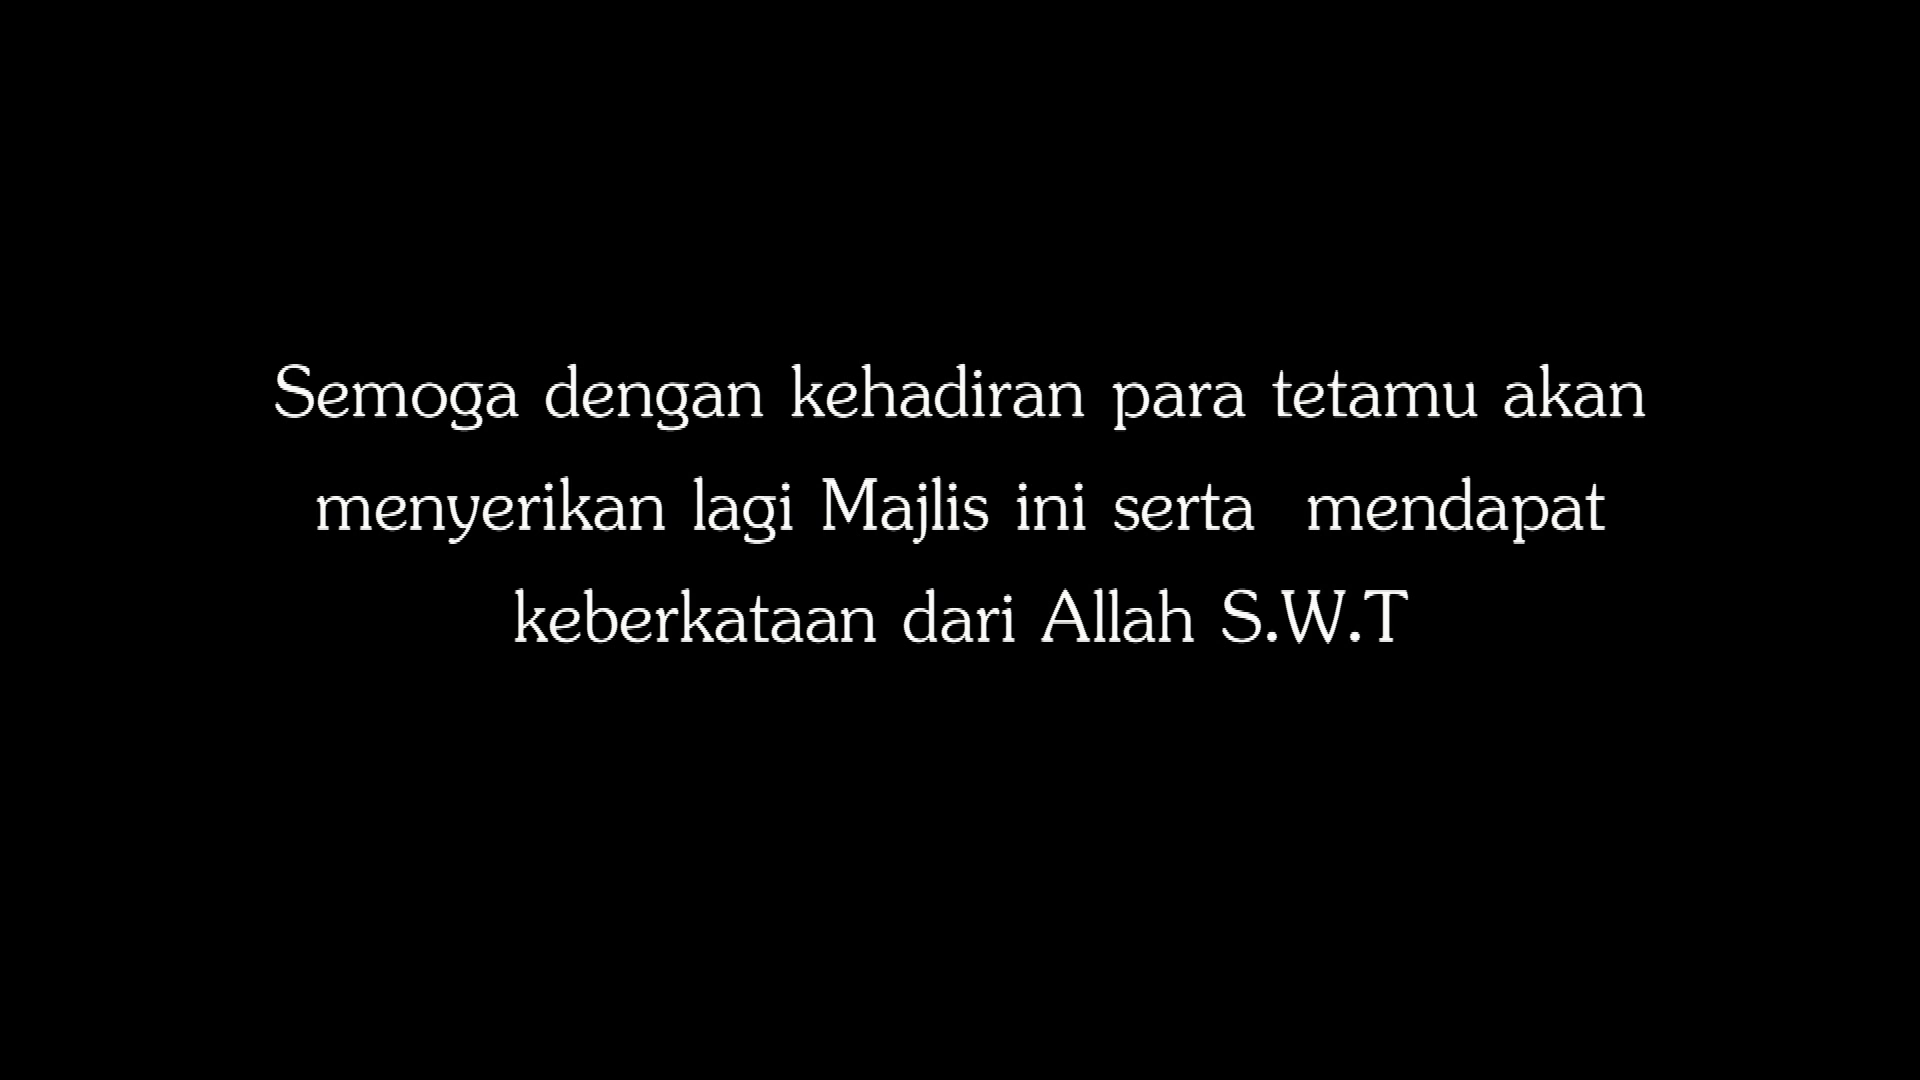 Semoga dengan kehadiran para tetamu akan
menyerikan lagi Majlis ini serta  mendapat
keberkataan dari Allah S.W.T